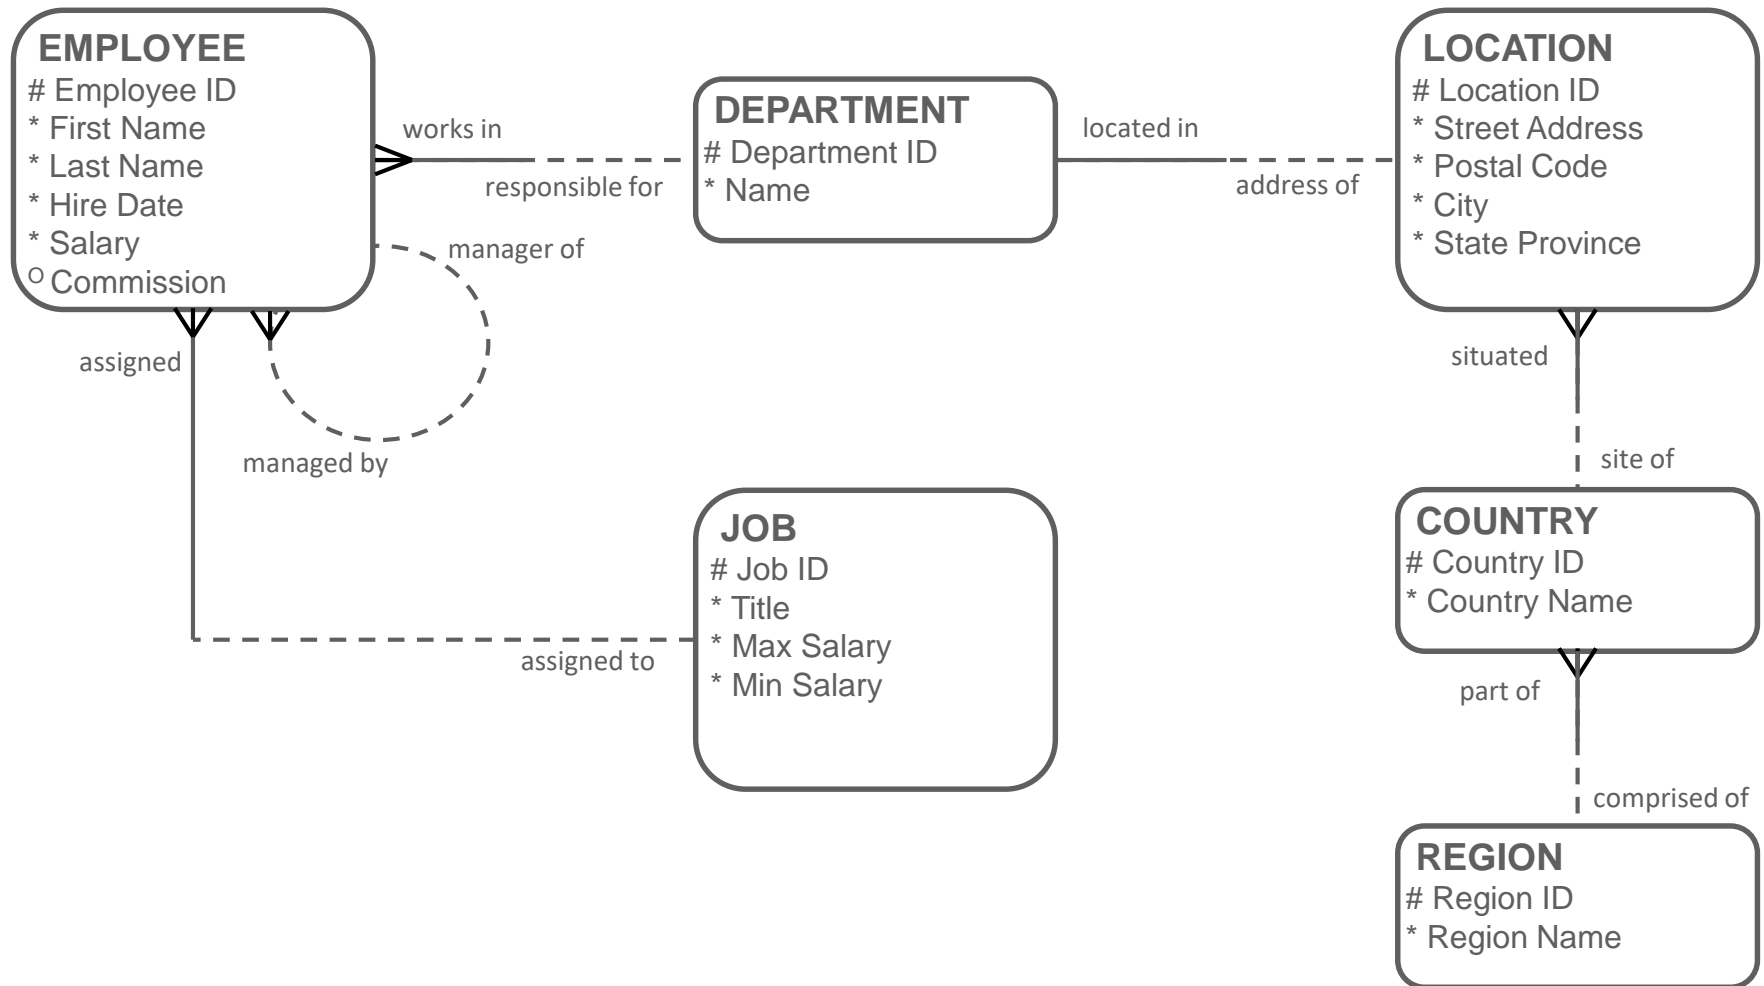 EMPLOYEE
# Employee ID
* First Name
* Last Name
* Hire Date
* Salary
O Commission
works in
responsible for
manager of
managed by
assigned
assigned to
DEPARTMENT
# Department ID
* Name
located in
address of
LOCATION
# Location ID
* Street Address
* Postal Code
* City
* State Province
situated
site of
JOB
# Job ID
* Title
* Max Salary
* Min Salary
COUNTRY
# Country ID
* Country Name
part of
comprised of
REGION
# Region ID
* Region Name